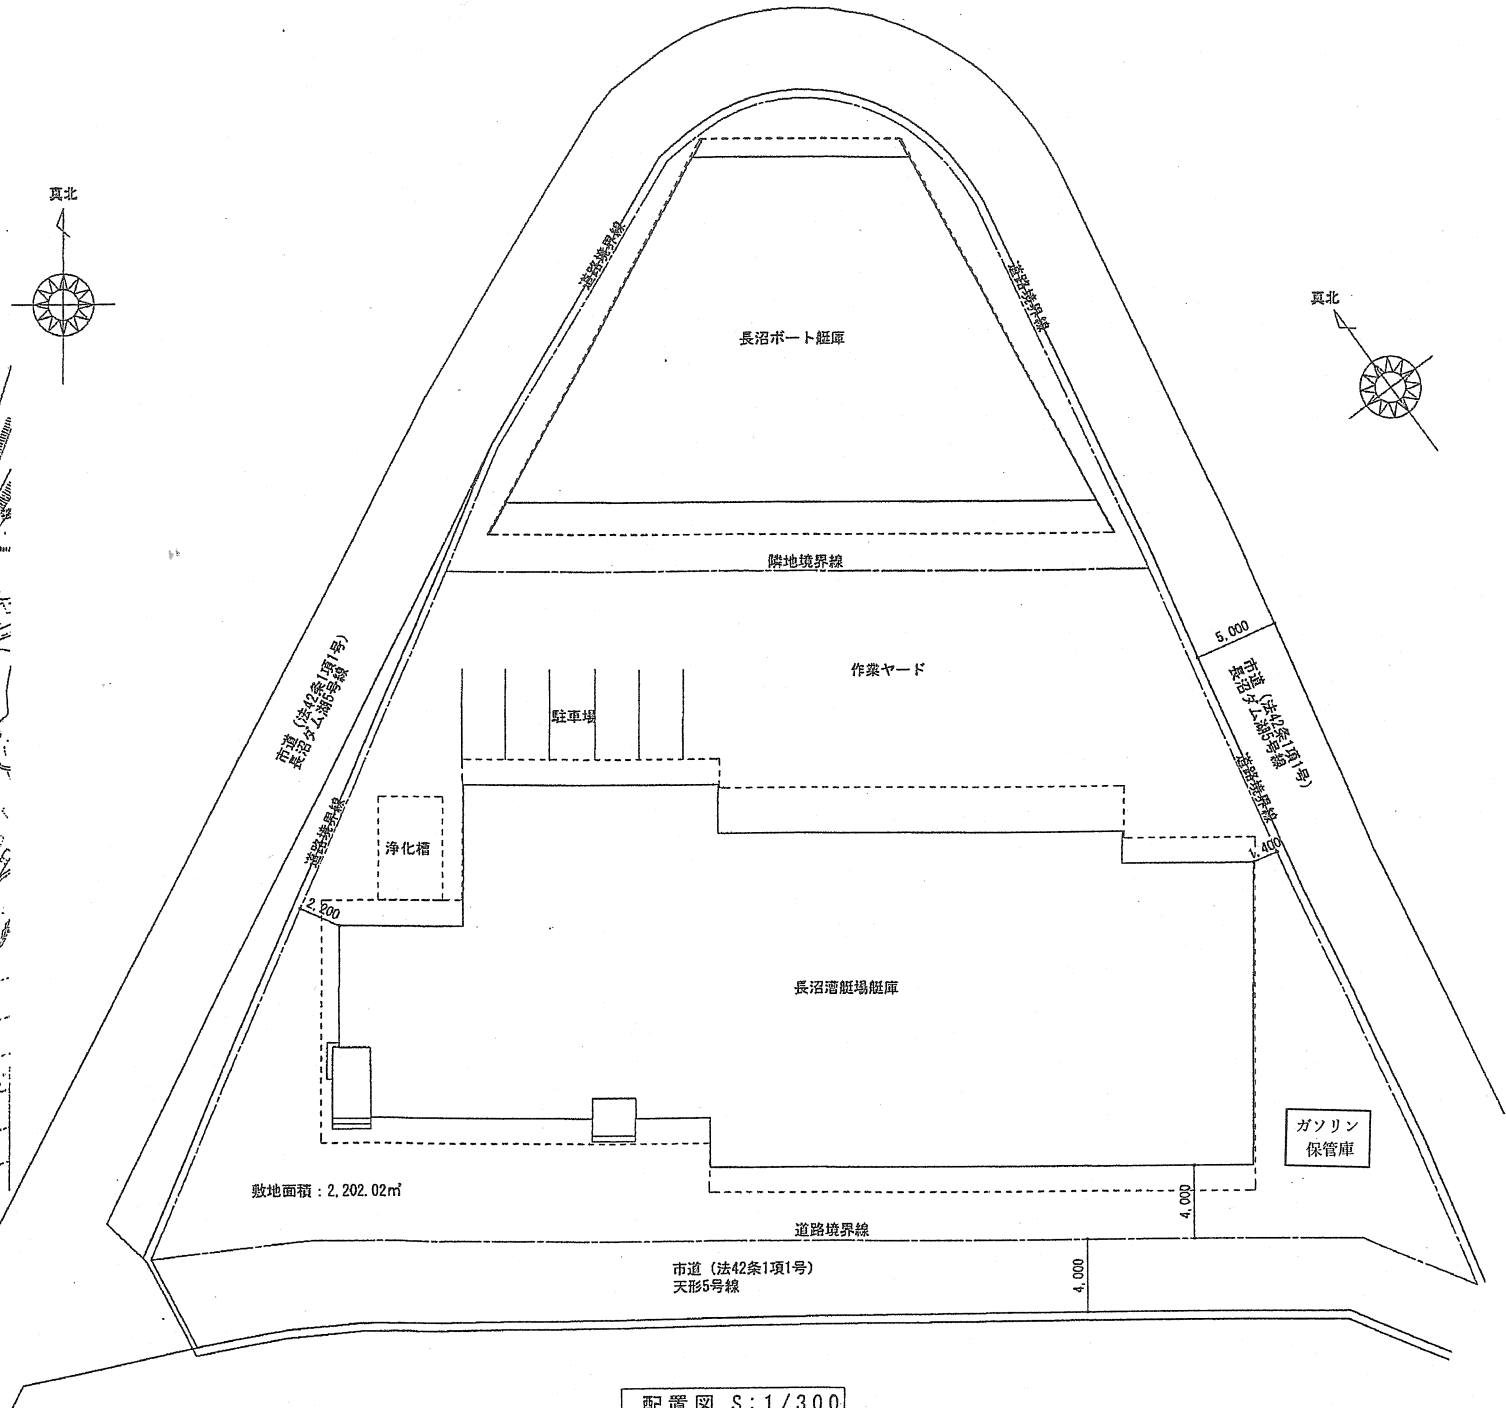 真北
真北
道路境界線
道路境界線
長沼ボート艇庫
隣地境界線
5,000
市道（法42条1項1号）
長沼ダム湖5号線
作業ヤード
市道（法42条1項1号）
長沼ダム湖5号線
駐車場
道路境界線
道路境界線
浄化槽
1,400
2,200
長沼漕艇場艇庫
ガソリン
保管庫
敷地面積：2,202.02㎡
4,000
道路境界線
市道（法42条1項1号）
天形5号線
4,000
配置図 S:1/300